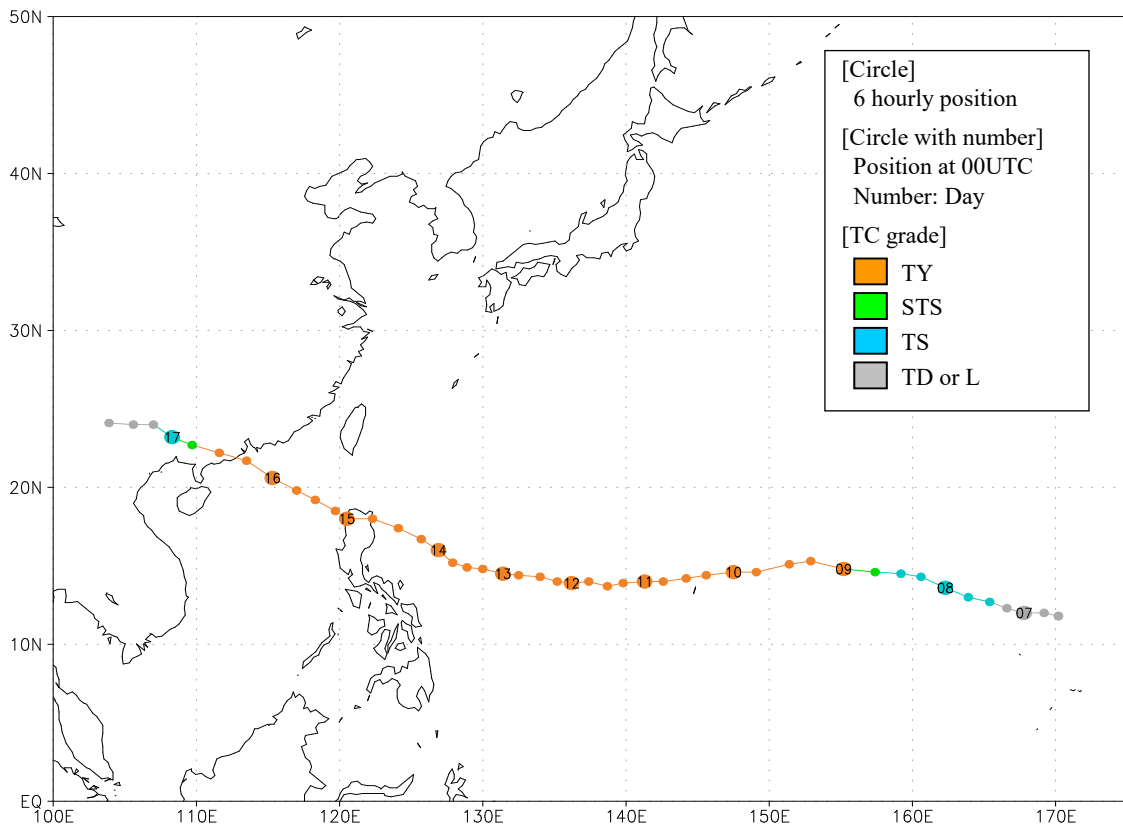 50N
[Circle]
6 hourly position
[Circle with number]
Position at 00UTC
Number: Day
[TC grade]
TY
STS
TS
TD or L
40N
30N
20N
10N
EQ
17
16
15
14
13
12
11
10
09
08
07
100E 110E 120E 130E 140E 150E 160E 170E